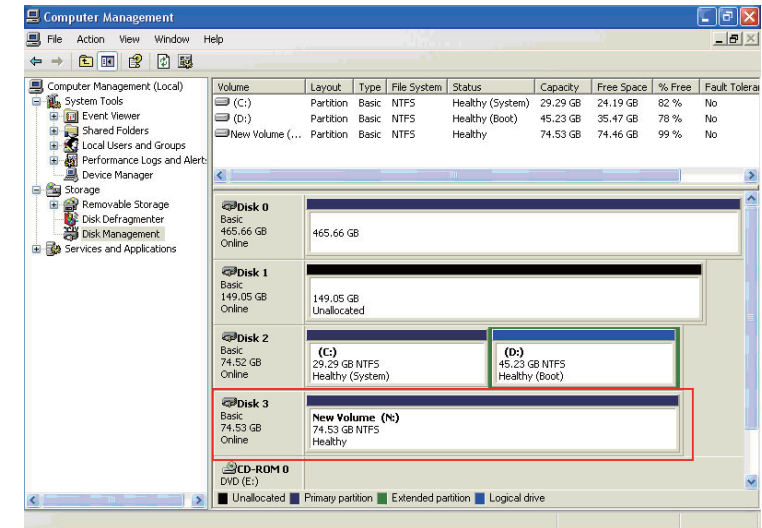 Computer Management
File Action View Window Help
Computer Management (Local)
System Tools
Event Viewer
Shared Folders
Local Users and Groups
Performance Logs and Alert
Device Manager
Storage
Removable Storage
Disk Defragmenter
Disk Management
Services and Applications
Volume Layout Type File System Status Capacity Free Space % Free Fault Tolera
(C:) Partition Basic NTFS Healthy (System) 29.29 GB 24.19 GB 82 % No
(D:) Partition Basic NTFS Healthy (Boot) 45.23 GB 35.47 GB 78 % No
New Volume (... Partition Basic NTFS Healthy 74.53 GB 74.46 GB 99 % No
Disk 0
Basic
465.66 GB
Online
465.66 GB
Disk 1
Basic
149.05 GB
Online
149.05 GB
Unallocated
Disk 2
Basic
74.52 GB
Online
(C:)
29.29 GB NTFS
Healthy (System)
(D:)
45.23 GB NTFS
Healthy (Boot)
Disk 3
Basic
74.53 GB
Online
New Volume (N:)
74.53 GB NTFS
Healthy
CD-ROM 0
DVD (E:)
Unallocated Primary partition Extended partition Logical drive